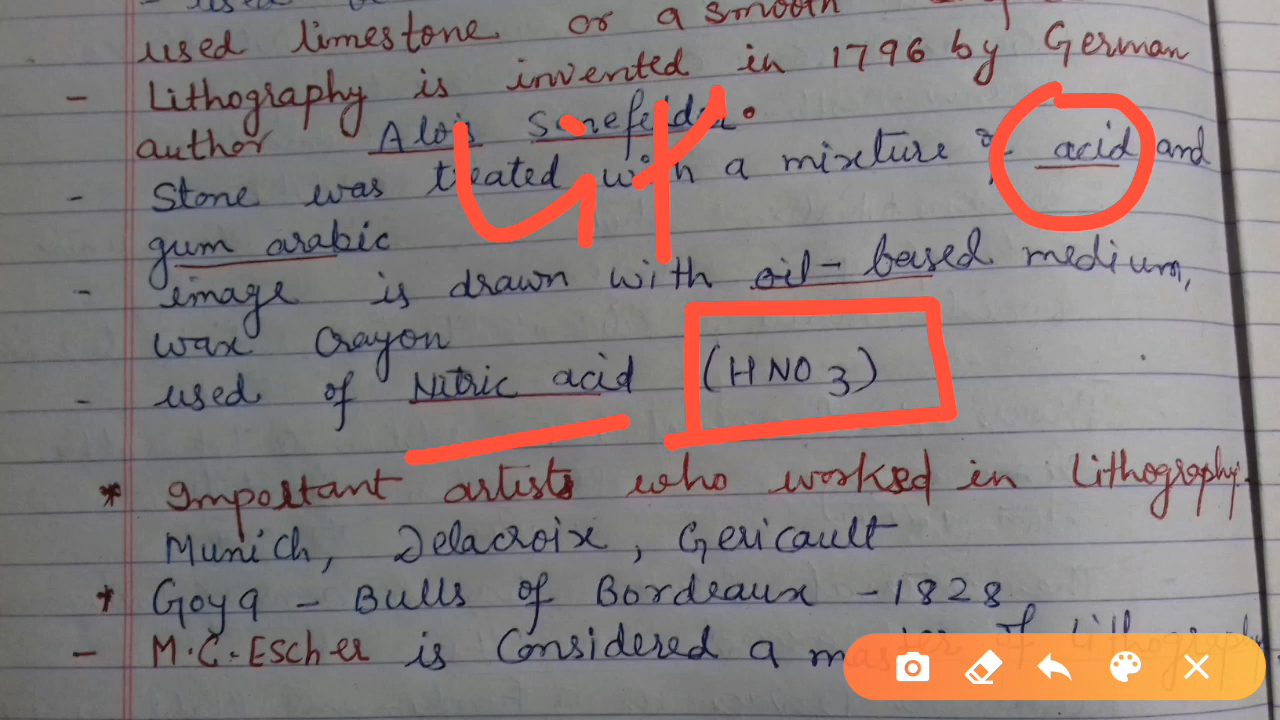 used limestone or a smooth
- Lithography is invented in 1796 by German
author Alois Senefelder.
- Stone was treated with a mixture of acid and
gum arabic
- image is drawn with oil-based medium,
wax crayon
- used of Nitric acid (HNO3)
* Important artists who worked in Lithography.
Munich, Delacroix, Gericault
* Goya - Bulls of Bordeaux - 1828
- M.C. Escher is Considered a master of Lithography